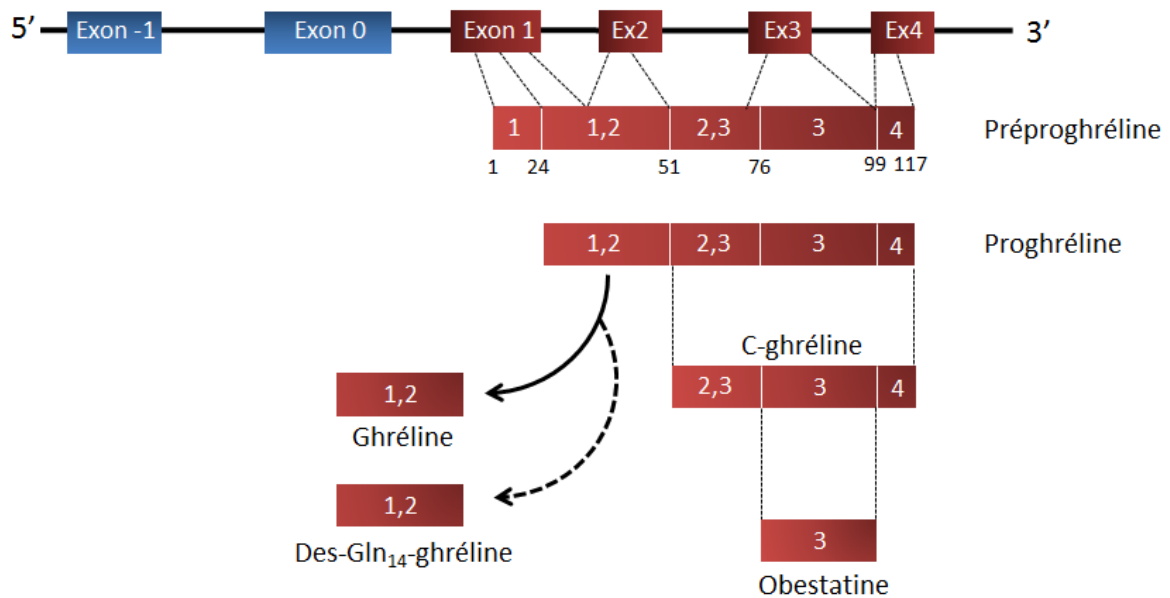 5’ Exon -1 Exon 0 Exon 1 Ex2 Ex3 Ex4 3’
1 1,2 2,3 3 4 Préproghréline
1 24 51 76 99 117
1,2 2,3 3 4 Proghréline
C-ghréline
2,3 3 4
1,2
Ghréline
1,2
Des-Gln14-ghréline
3
Obestatine